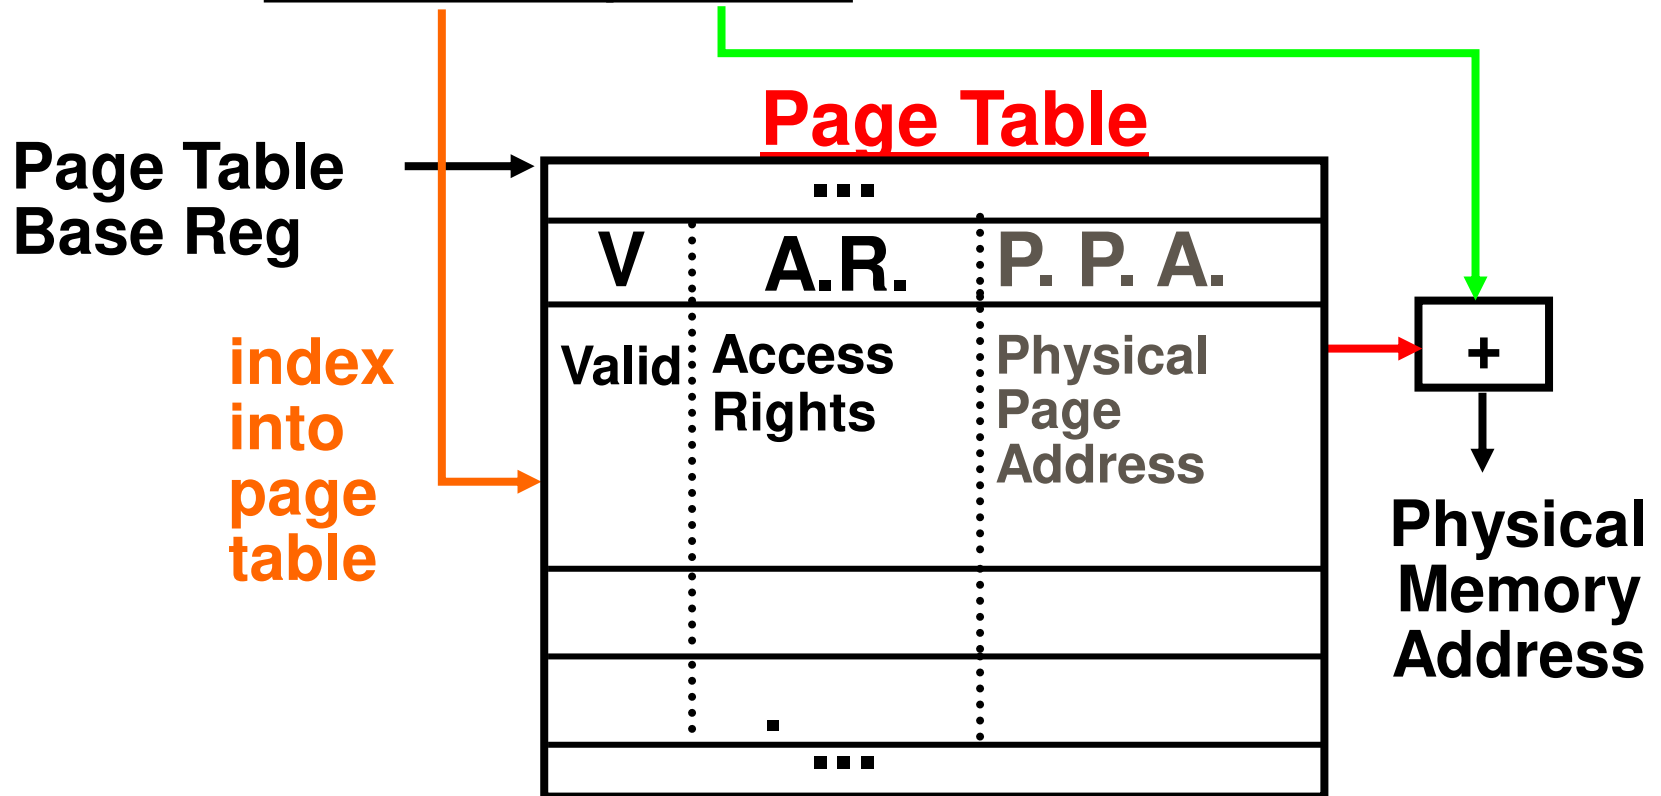 Page Table
Page Table
Base Reg
...
V A.R. P. P. A.
Valid Access Rights Physical Page Address
index
into
page
table
+
Physical
Memory
Address
.
...